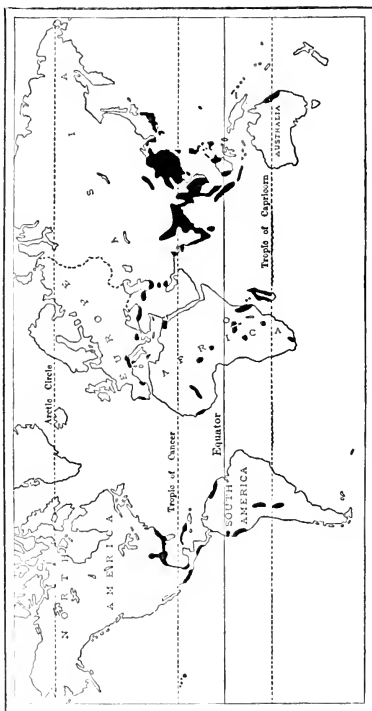 Arctic Circle
NORTH
AMERICA
EUROPE
ASIA
Tropic of Cancer
AFRICA
Equator
SOUTH
AMERICA
Tropic of Capricorn
AUSTRALIA